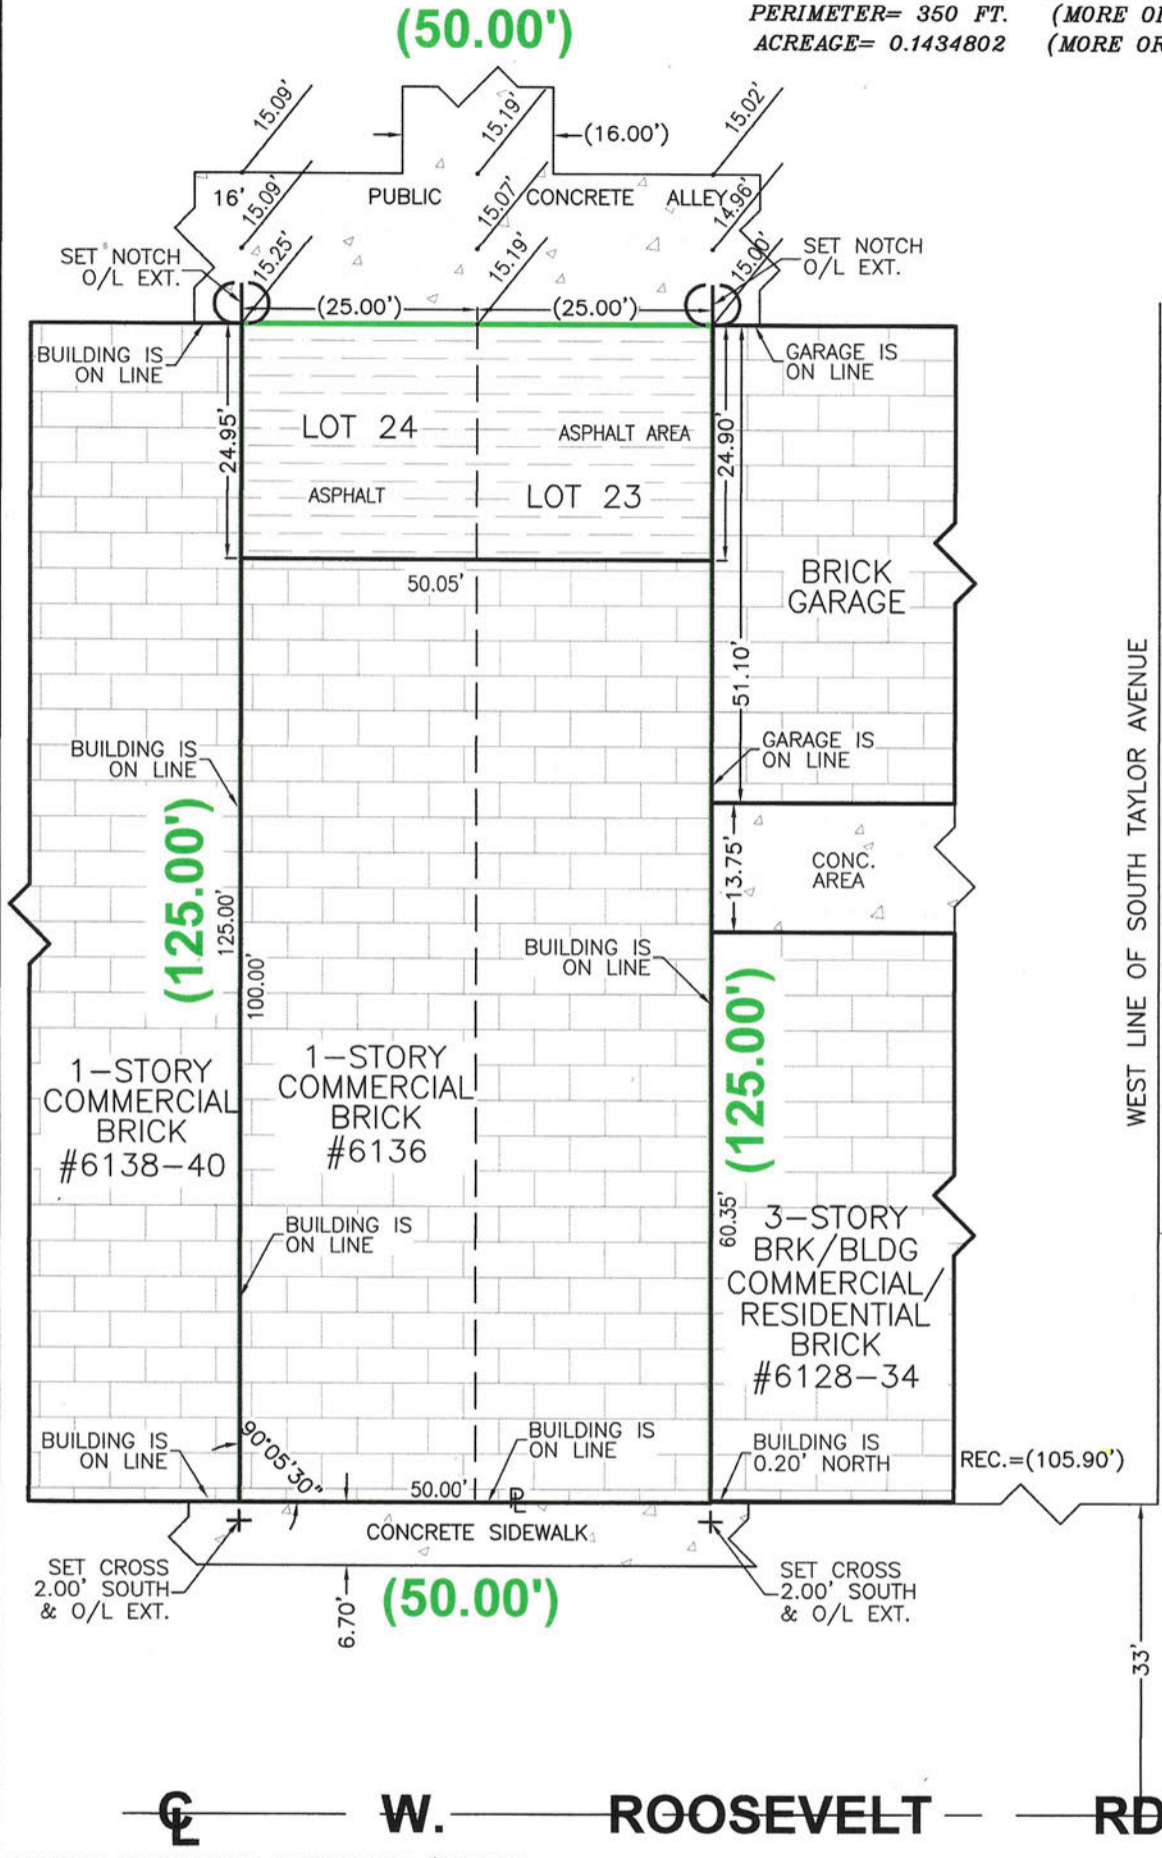 (50.00')
PERIMETER= 350 FT. (MORE
ACREAGE= 0.1434802 (MORE OR
15.09'
15.19'
15.02'
(16.00')
16' PUBLIC CONCRETE ALLEY
15.09'
15.07'
14.96'
SET NOTCH
O/L EXT.
15.25'
15.19'
15.00'
SET NOTCH
O/L EXT.
(25.00')
(25.00')
BUILDING IS
ON LINE
GARAGE IS
ON LINE
24.95'
LOT 24
ASPHALT AREA
24.90'
ASPHALT
LOT 23
50.05'
BRICK
GARAGE
51.10'
WEST LINE OF SOUTH TAYLOR AVENUE
BUILDING IS
ON LINE
GARAGE IS
ON LINE
(125.00')
125.00'
100.00'
13.75'
CONC.
AREA
BUILDING IS
ON LINE
(125.00')
1-STORY
COMMERCIAL
BRICK
#6138-40
1-STORY
COMMERCIAL
BRICK
#6136
60.35'
3-STORY
BRK/BLDG
COMMERCIAL/
RESIDENTIAL
BRICK
#6128-34
BUILDING IS
ON LINE
BUILDING IS
ON LINE
90°05'30"
50.00'
BUILDING IS
ON LINE
PL
BUILDING IS
0.20' NORTH
REC.=(105.90')
CONCRETE SIDEWALK
SET CROSS
2.00' SOUTH
& O/L EXT.
6.70'
(50.00')
SET CROSS
2.00' SOUTH
& O/L EXT.
33'
CL W. ROOSEVELT RD